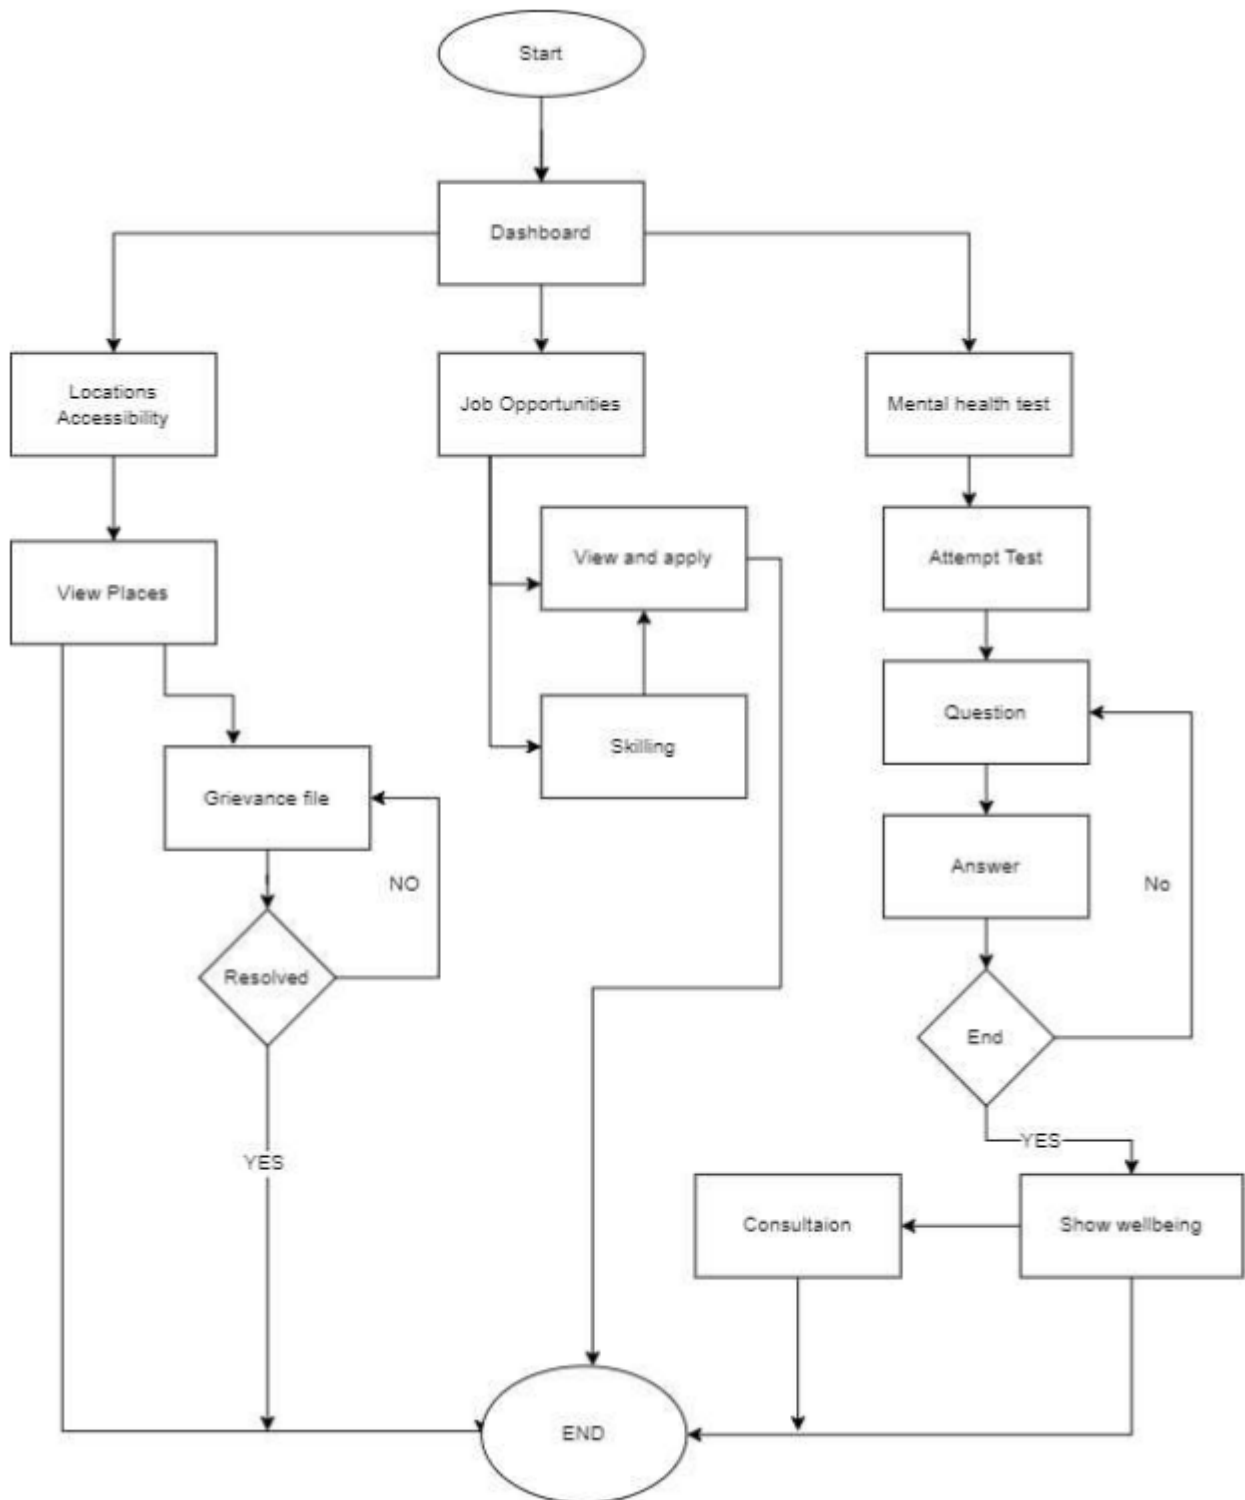 Start
Dashboard
Locations
Accessibility
Job Opportunities
Mental health test
View and apply
Attempt Test
View Places
Question
Skilling
Grievance file
Answer
NO
No
Resolved
End
YES
YES
Consultaion
Show wellbeing
END